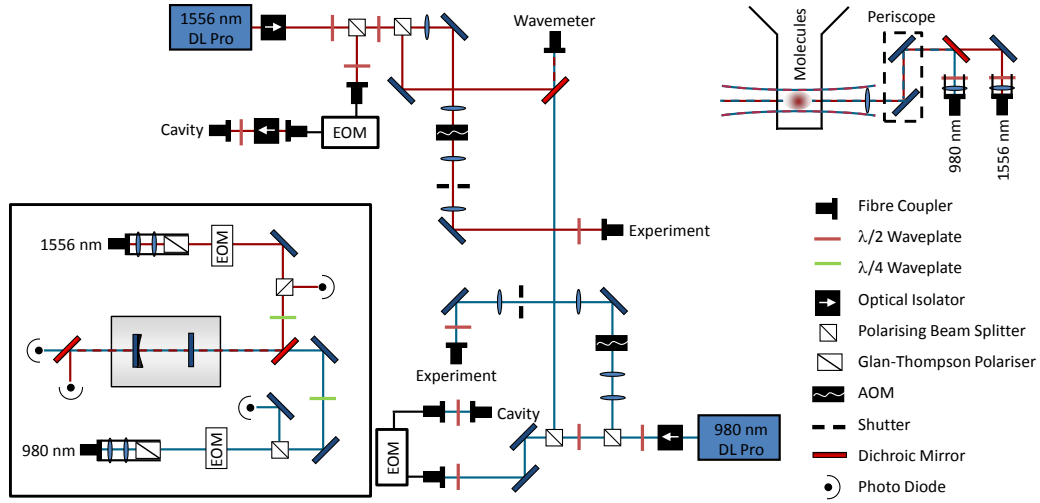 1556 nm
DL Pro
Wavemeter
Cavity
EOM
Experiment
Molecules
Periscope
980 nm
1556 nm
Fibre Coupler
λ/2 Waveplate
λ/4 Waveplate
Optical Isolator
Polarising Beam Splitter
Glan-Thompson Polariser
AOM
Shutter
Dichroic Mirror
Photo Diode
1556 nm
EOM
980 nm
EOM
Experiment
Cavity
EOM
980 nm
DL Pro